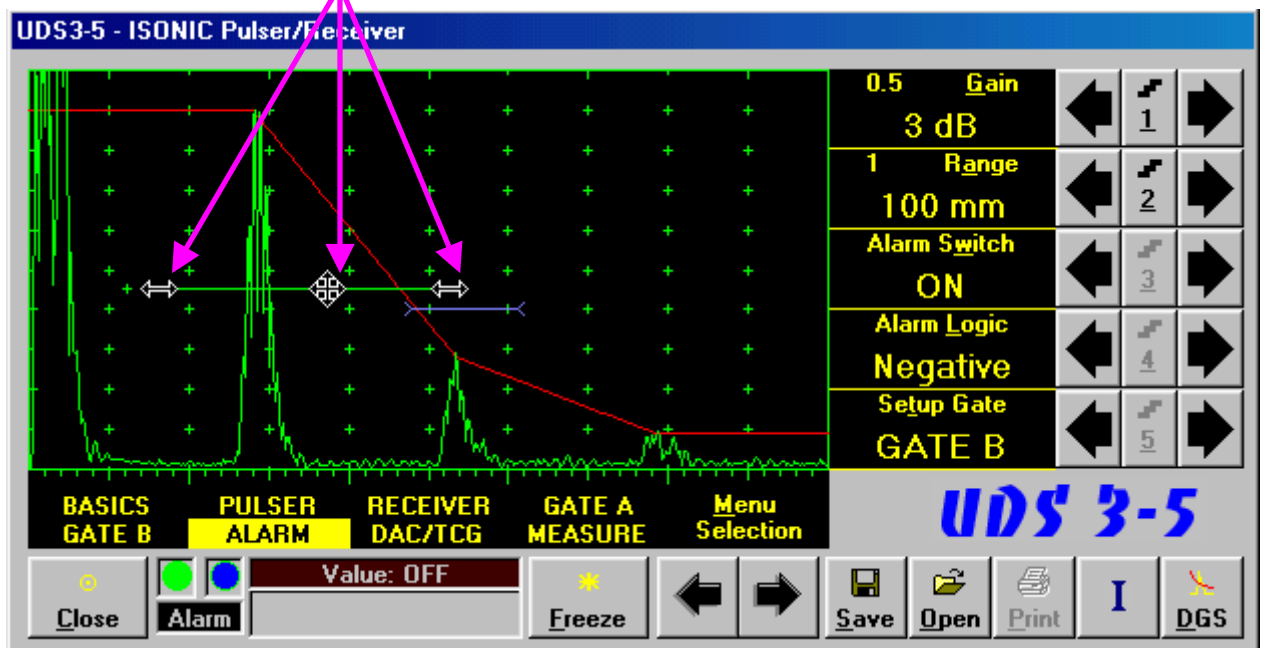 UDS3-5 - ISONIC Pulser/Receiver
0.5 Gain
3 dB
1
1 Range
100 mm
2
Alarm Switch
ON
3
Alarm Logic
Negative
4
Setup Gate
GATE B
5
BASICS PULSER RECEIVER GATE A Menu
GATE B ALARM DAC/TCG MEASURE Selection
UDS 3-5
Value: OFF
Close Alarm Freeze Save Open Print I DGS